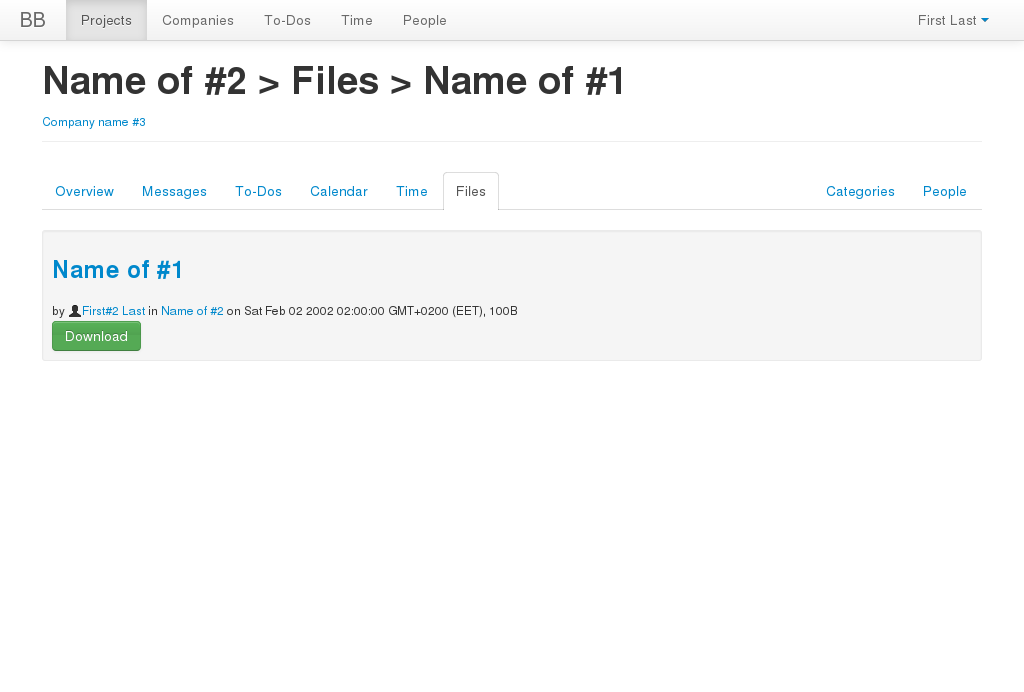 BB Projects Companies To-Dos Time People First Last
Name of #2 > Files > Name of #1
Company name #3
Overview Messages To-Dos Calendar Time Files Categories People
Name of #1
by First#2 Last in Name of #2 on Sat Feb 02 2002 02:00:00 GMT+0200 (EET), 100B
Download